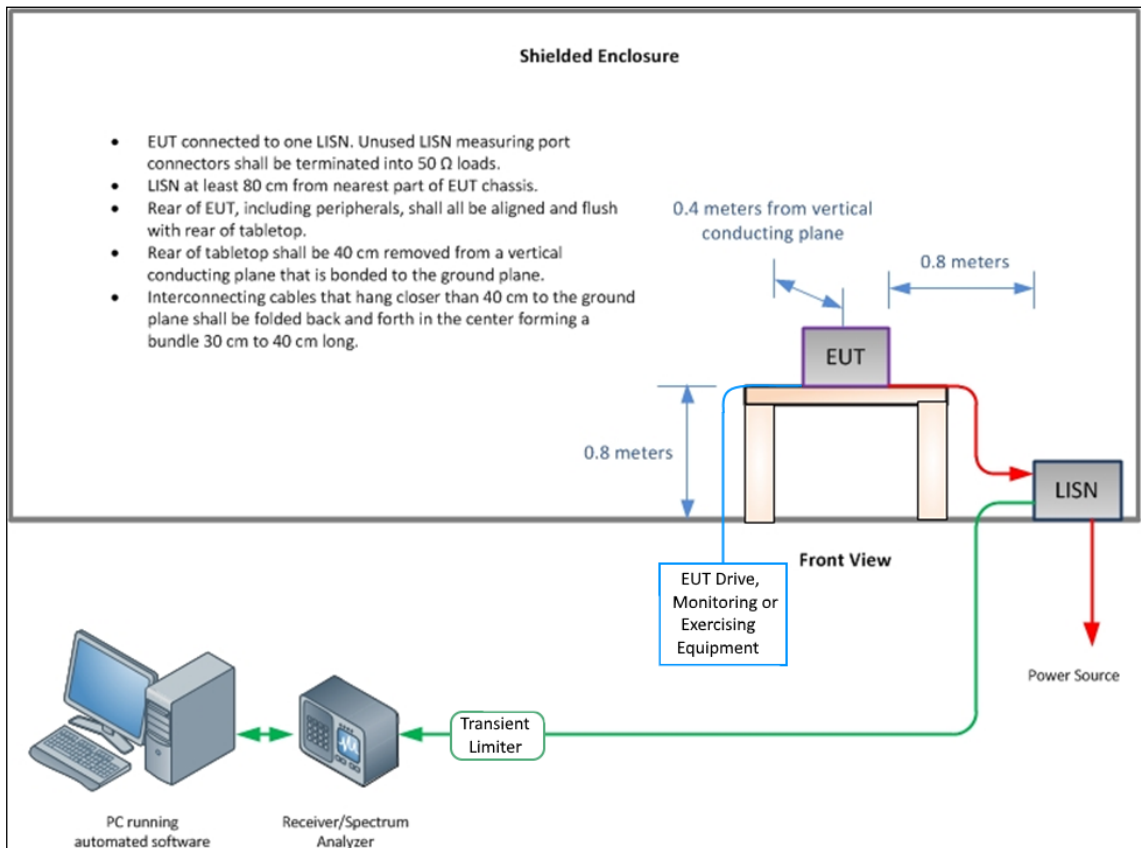 Shielded Enclosure
• EUT connected to one LISN. Unused LISN measuring port
connectors shall be terminated into 50 Ω loads.
• LISN at least 80 cm from nearest part of EUT chassis.
• Rear of EUT, including peripherals, shall all be aligned and flush
with rear of tabletop.
• Rear of tabletop shall be 40 cm removed from a vertical
conducting plane that is bonded to the ground plane.
• Interconnecting cables that hang closer than 40 cm to the ground
plane shall be folded back and forth in the center forming a
bundle 30 cm to 40 cm long.
0.4 meters from vertical
conducting plane
0.8 meters
EUT
0.8 meters
LISN
Front View
EUT Drive,
Monitoring or
Exercising
Equipment
Power Source
Transient
Limiter
PC running
automated software
Receiver/Spectrum
Analyzer